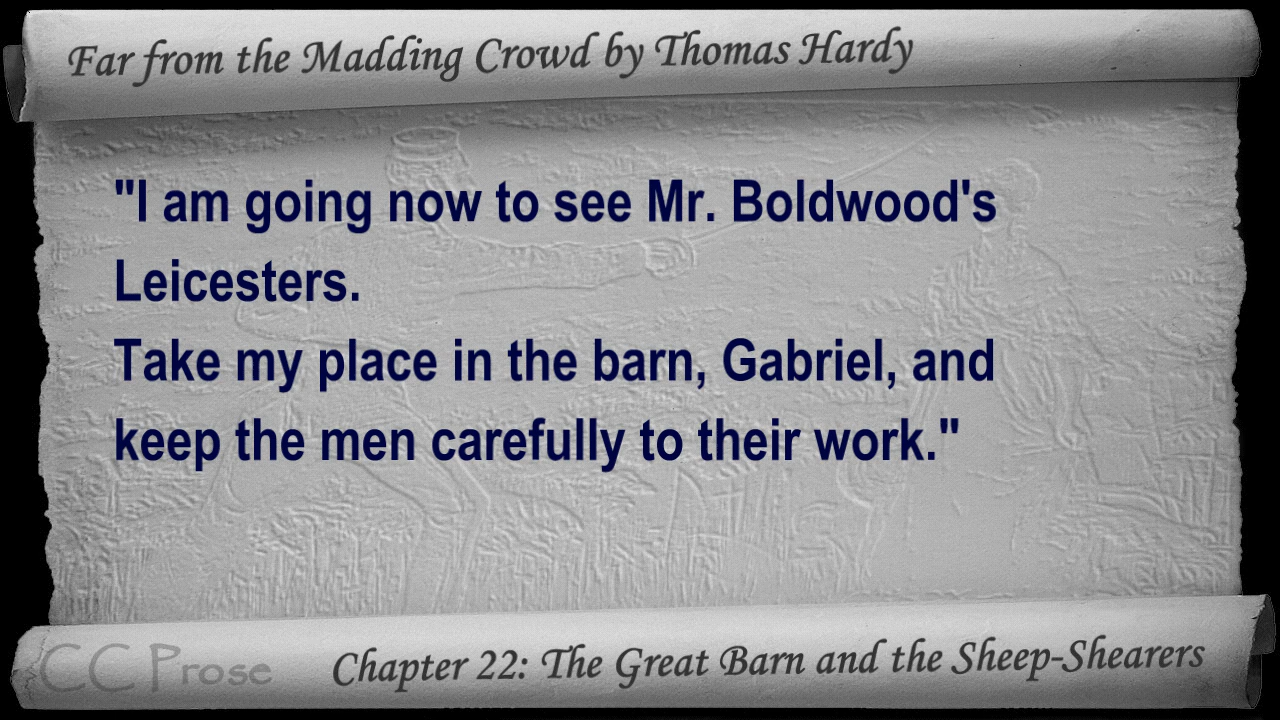 Far from the Madding Crowd by Thomas Hardy
"I am going now to see Mr. Boldwood's
Leicesters.
Take my place in the barn, Gabriel, and
keep the men carefully to their work."
CC Prose
Chapter 22: The Great Barn and the Sheep-Shearers